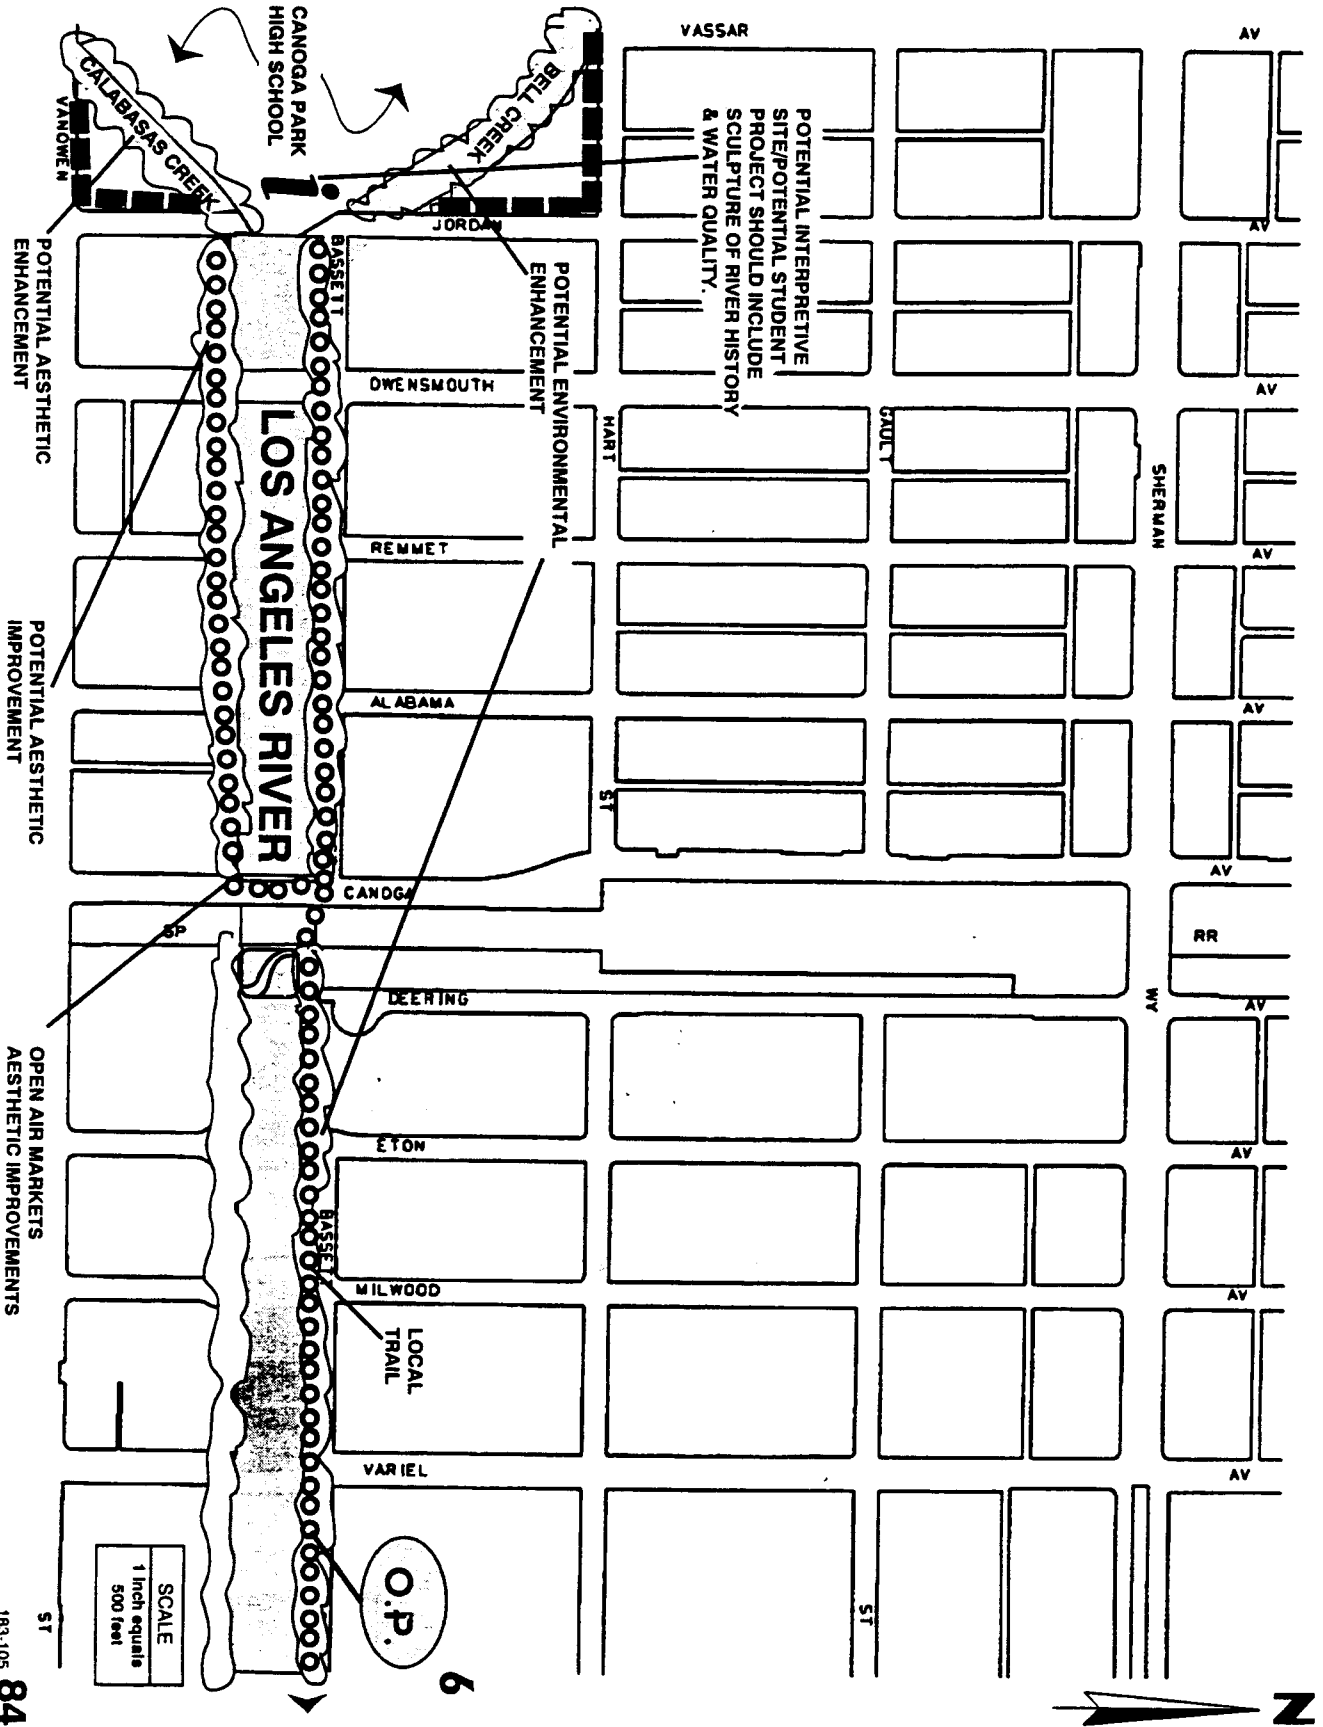 VASSAR
AV
CANOGA PARK
HIGH SCHOOL
BELL CREEK
CALABASAS CREEK
VANOWEN
i
POTENTIAL INTERPRETIVE
SITE/POTENTIAL STUDENT
PROJECT SHOULD INCLUDE
SCULPTURE OF RIVER HISTORY
& WATER QUALITY.
JORDAN
AV
BASSETT
POTENTIAL AESTHETIC
ENHANCEMENT
POTENTIAL ENVIRONMENTAL
ENHANCEMENT
OWENSMOUTH
AV
HART
GAULT
SHERMAN
LOS ANGELES RIVER
REMMET
AV
POTENTIAL AESTHETIC
IMPROVEMENT
ALABAMA
AV
ST
CANOGA
AV
SP
RR
DEERING
WY
AV
OPEN AIR MARKETS
AESTHETIC IMPROVEMENTS
ETON
AV
BASSETT
MILWOOD
AV
LOCAL
TRAIL
VARIEL
AV
O.P.
SCALE
1 inch equals
500 feet
ST
ST
6
N
183-105
84